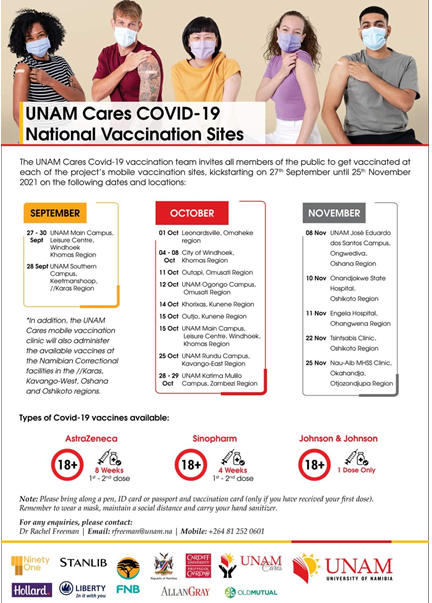 UNAM Cares COVID-19
National Vaccination Sites
The UNAM Cares Covid-19 vaccination team invites all members of the public to get vaccinated at
each of the project's mobile vaccination sites, kickstarting on 27th September until 25th November
2021 on the following dates and locations:
SEPTEMBER
27 - 30 UNAM Main Campus,
Sept Leisure Centre,
Windhoek
Khomas Region
28 Sept UNAM Southern
Campus,
Keetmanshoop,
//Karas Region
*In addition, the UNAM
Cares mobile vaccination
clinic will also administer
the available vaccines at
the Namibian Correctional
facilities in the //Karas,
Kavango-West, Oshana
and Oshikoto regions.
OCTOBER
01 Oct Leonardsville, Omaheke
region
04 - 08 City of Windhoek,
Oct Khomas Region
11 Oct Outapi, Omusati Region
12 Oct UNAM Ogongo Campus,
Omusati Region
14 Oct Khorixas, Kunene Region
15 Oct Outjo, Kunene Region
15 Oct UNAM Main Campus,
Leisure Centre, Windhoek,
Khomas Region
25 Oct UNAM Rundu Campus,
Kavango-East Region
28 - 29 UNAM Katima Mulilo
Oct Campus, Zambezi Region
NOVEMBER
08 Nov UNAM José Eduardo
dos Santos Campus,
Ongwediva,
Oshana Region
10 Nov Onandjokwe State
Hospital,
Oshikoto Region
11 Nov Engela Hospital,
Ohangwena Region
22 Nov Tsintsabis Clinic,
Oshikoto Region
25 Nov Nau-Aib MHSS Clinic,
Okahandja,
Otjozondjupa Region
Types of Covid-19 vaccines available:
AstraZeneca
18+
8 Weeks
1st - 2nd dose
Sinopharm
18+
4 Weeks
1st - 2nd dose
Johnson & Johnson
18+
1 Dose Only
Note: Please bring along a pen, ID card or passport and vaccination card (only if you have received your first dose).
Remember to wear a mask, maintain a social distance and carry your hand sanitizer.
For any enquiries, please contact:
Dr Rachel Freeman | Email: rfreeman@unam.na | Mobile: +264 81 252 0601
Ninety
One
STANLIB
Republic of Namibia
CARDIFF
UNIVERSITY
PRIFYSGOL
CAERDYDD
UNAM
Cares
UNAM
UNIVERSITY OF NAMIBIA
Hollard.
LIBERTY
In it with you
FNB
ALLANGRAY
OLDMUTUAL